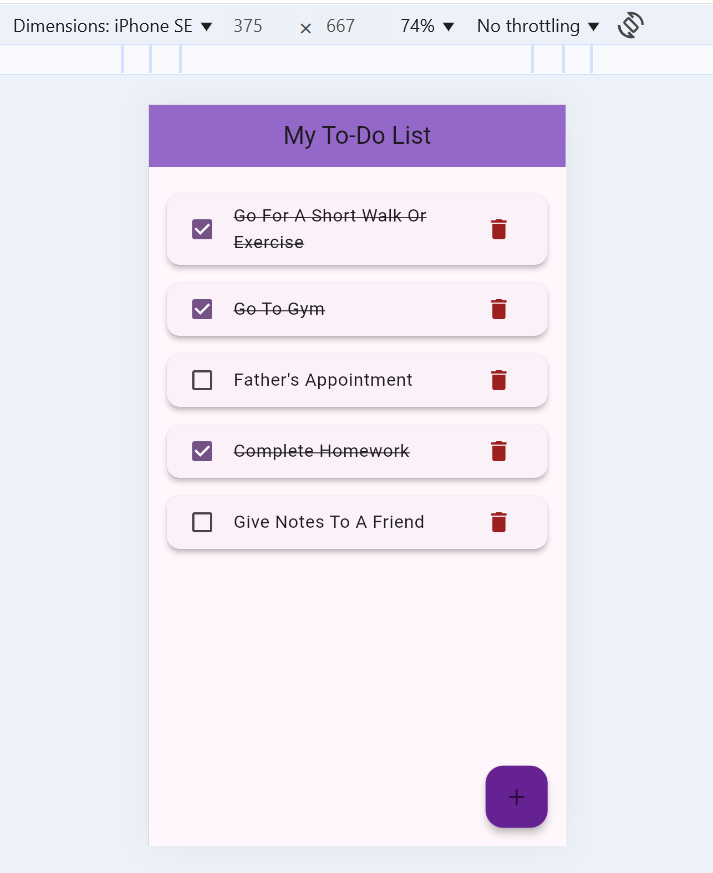 Dimensions: iPhone SE ▼ 375 × 667 74% ▼ No throttling ▼
My To-Do List
Go For A Short Walk Or
Exercise
Go To Gym
Father's Appointment
Complete Homework
Give Notes To A Friend
+